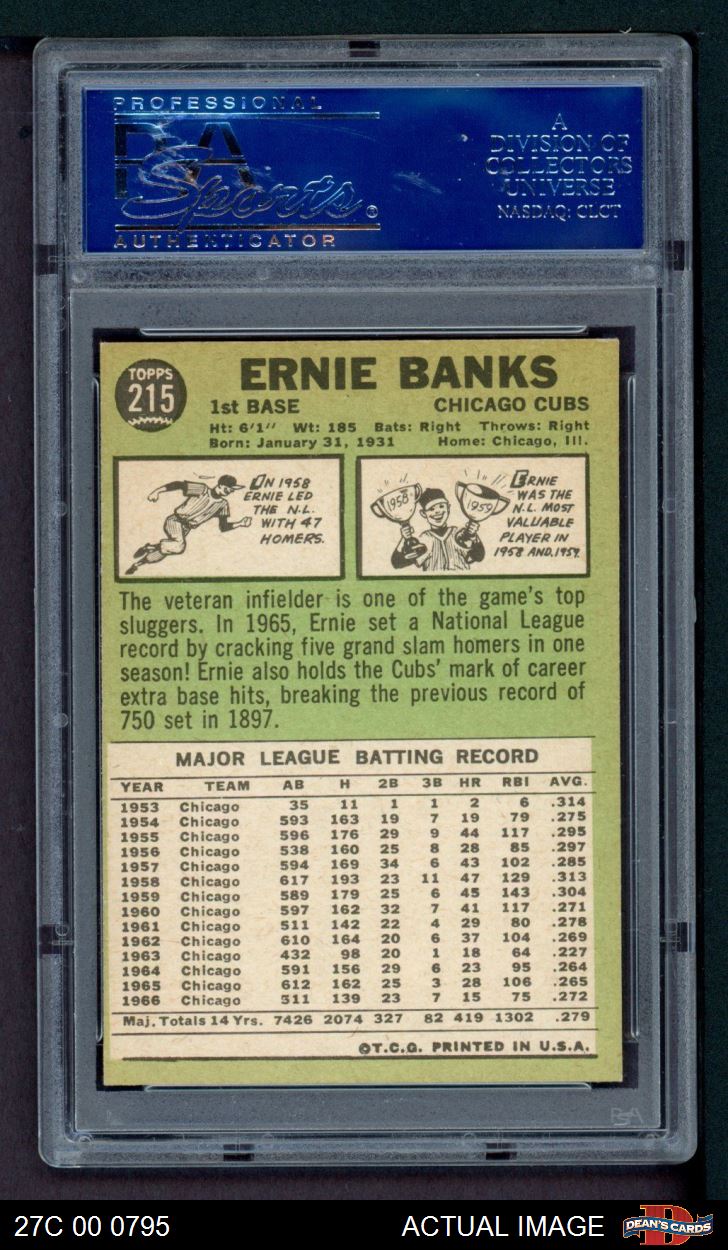 PROFESSIONAL
PSA
Sports ®
AUTHENTICATOR
A
DIVISION OF
COLLECTORS
UNIVERSE
NASDAQ: CLCT
TOPPS
215
ERNIE BANKS
1st BASE CHICAGO CUBS
Ht: 6'1" Wt: 185 Bats: Right Throws: Right
Born: January 31, 1931 Home: Chicago, Ill.
IN 1958
ERNIE LED
THE N.L.
WITH 47
HOMERS.
1958
1959
ERNIE
WAS THE
N.L. MOST
VALUABLE
PLAYER IN
1958 AND 1959.
The veteran infielder is one of the game's top
sluggers. In 1965, Ernie set a National League
record by cracking five grand slam homers in one
season! Ernie also holds the Cubs' mark of career
extra base hits, breaking the previous record of
750 set in 1897.
MAJOR LEAGUE BATTING RECORD
YEAR TEAM AB H 2B 3B HR RBI AVG.
1953 Chicago 35 11 1 1 2 6 .314
1954 Chicago 593 163 19 7 19 79 .275
1955 Chicago 596 176 29 9 44 117 .295
1956 Chicago 538 160 25 8 28 85 .297
1957 Chicago 594 169 34 6 43 102 .285
1958 Chicago 617 193 23 11 47 129 .313
1959 Chicago 589 179 25 6 45 143 .304
1960 Chicago 597 162 32 7 41 117 .271
1961 Chicago 511 142 22 4 29 80 .278
1962 Chicago 610 164 20 6 37 104 .269
1963 Chicago 432 98 20 1 18 64 .227
1964 Chicago 591 156 29 6 23 95 .264
1965 Chicago 612 162 25 3 28 106 .265
1966 Chicago 511 139 23 7 15 75 .272
Maj. Totals 14 Yrs. 7426 2074 327 82 419 1302 .279
©T.C.G. PRINTED IN U.S.A.
PSA
27C 00 0795 ACTUAL IMAGE
DEAN'S CARDS